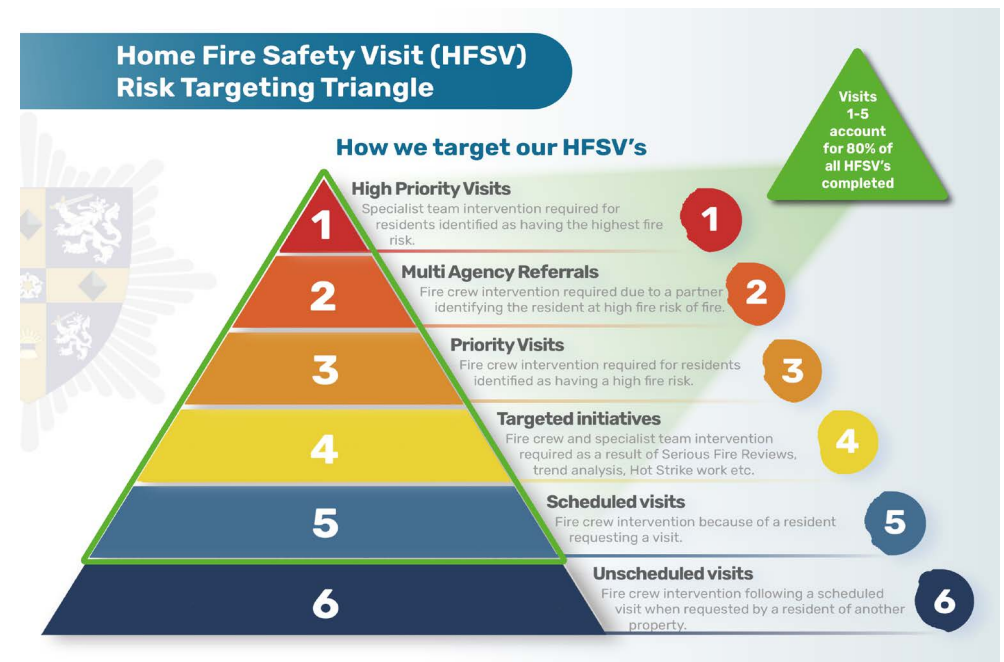 Home Fire Safety Visit (HFSV)
Risk Targeting Triangle
Visits
1-5
account
for 80% of
all HFSV's
completed
How we target our HFSV's
1
High Priority Visits
Specialist team intervention required for
residents identified as having the highest fire
risk.
1
2
Multi Agency Referrals
Fire crew intervention required due to a partner
identifying the resident at high fire risk of fire.
2
3
Priority Visits
Fire crew intervention required for residents
identified as having a high fire risk.
3
4
Targeted initiatives
Fire crew and specialist team intervention
required as a result of Serious Fire Reviews,
trend analysis, Hot Strike work etc.
4
5
Scheduled visits
Fire crew intervention because of a resident
requesting a visit.
5
6
Unscheduled visits
Fire crew intervention following a scheduled
visit when requested by a resident of another
property.
6